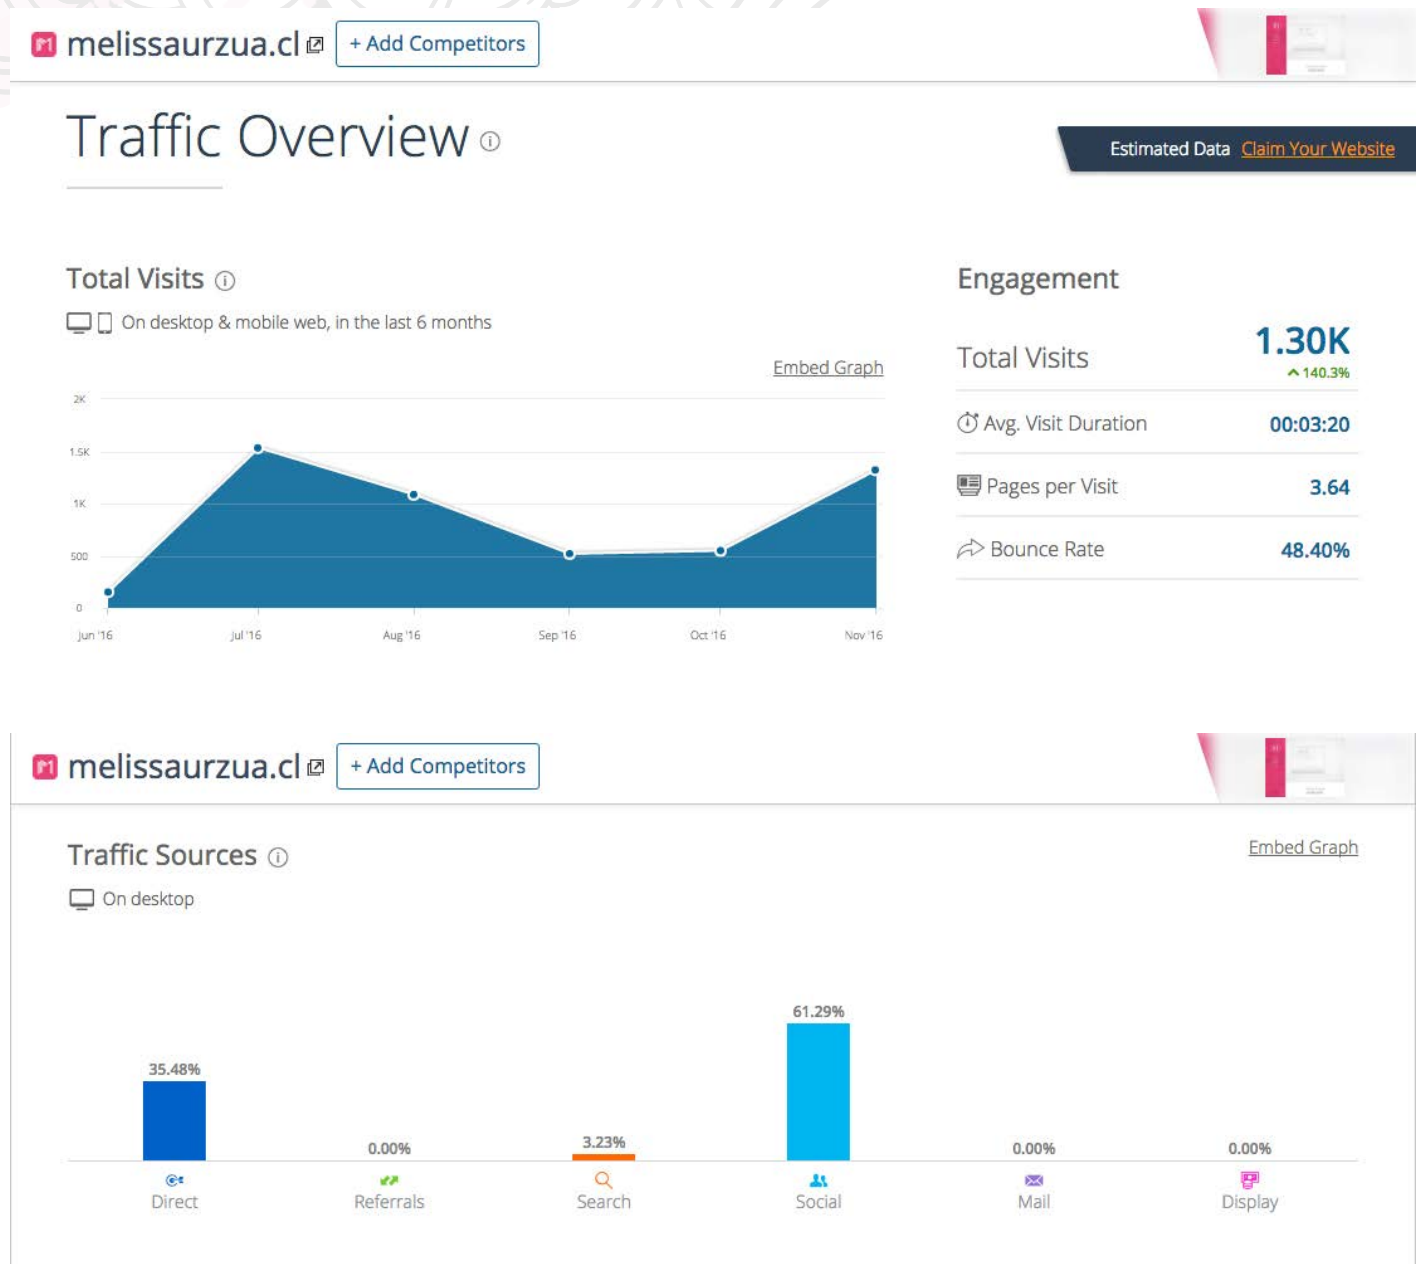 melissaurzua.cl + Add Competitors
Traffic Overview
Estimated Data Claim Your Website
Total Visits
On desktop & mobile web, in the last 6 months
Embed Graph
2K
1.5K
1K
500
0
Jun '16 Jul '16 Aug '16 Sep '16 Oct '16 Nov '16
Engagement
Total Visits 1.30K
140.3%
Avg. Visit Duration 00:03:20
Pages per Visit 3.64
Bounce Rate 48.40%
melissaurzua.cl + Add Competitors
Traffic Sources
Embed Graph
On desktop
35.48% 0.00% 3.23% 61.29% 0.00% 0.00%
Direct Referrals Search Social Mail Display